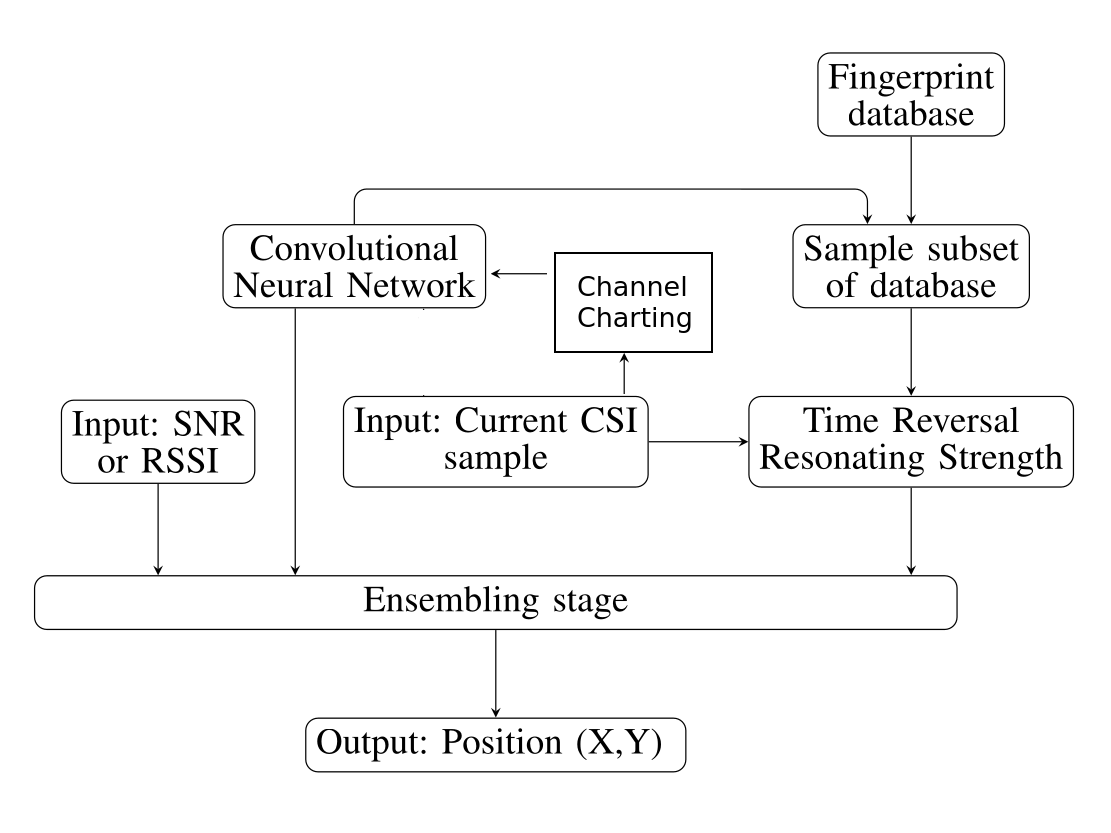 Fingerprint
database
Convolutional
Neural Network
Channel
Charting
Sample subset
of database
Input: SNR
or RSSI
Input: Current CSI
sample
Time Reversal
Resonating Strength
Ensembling stage
Output: Position (X,Y)